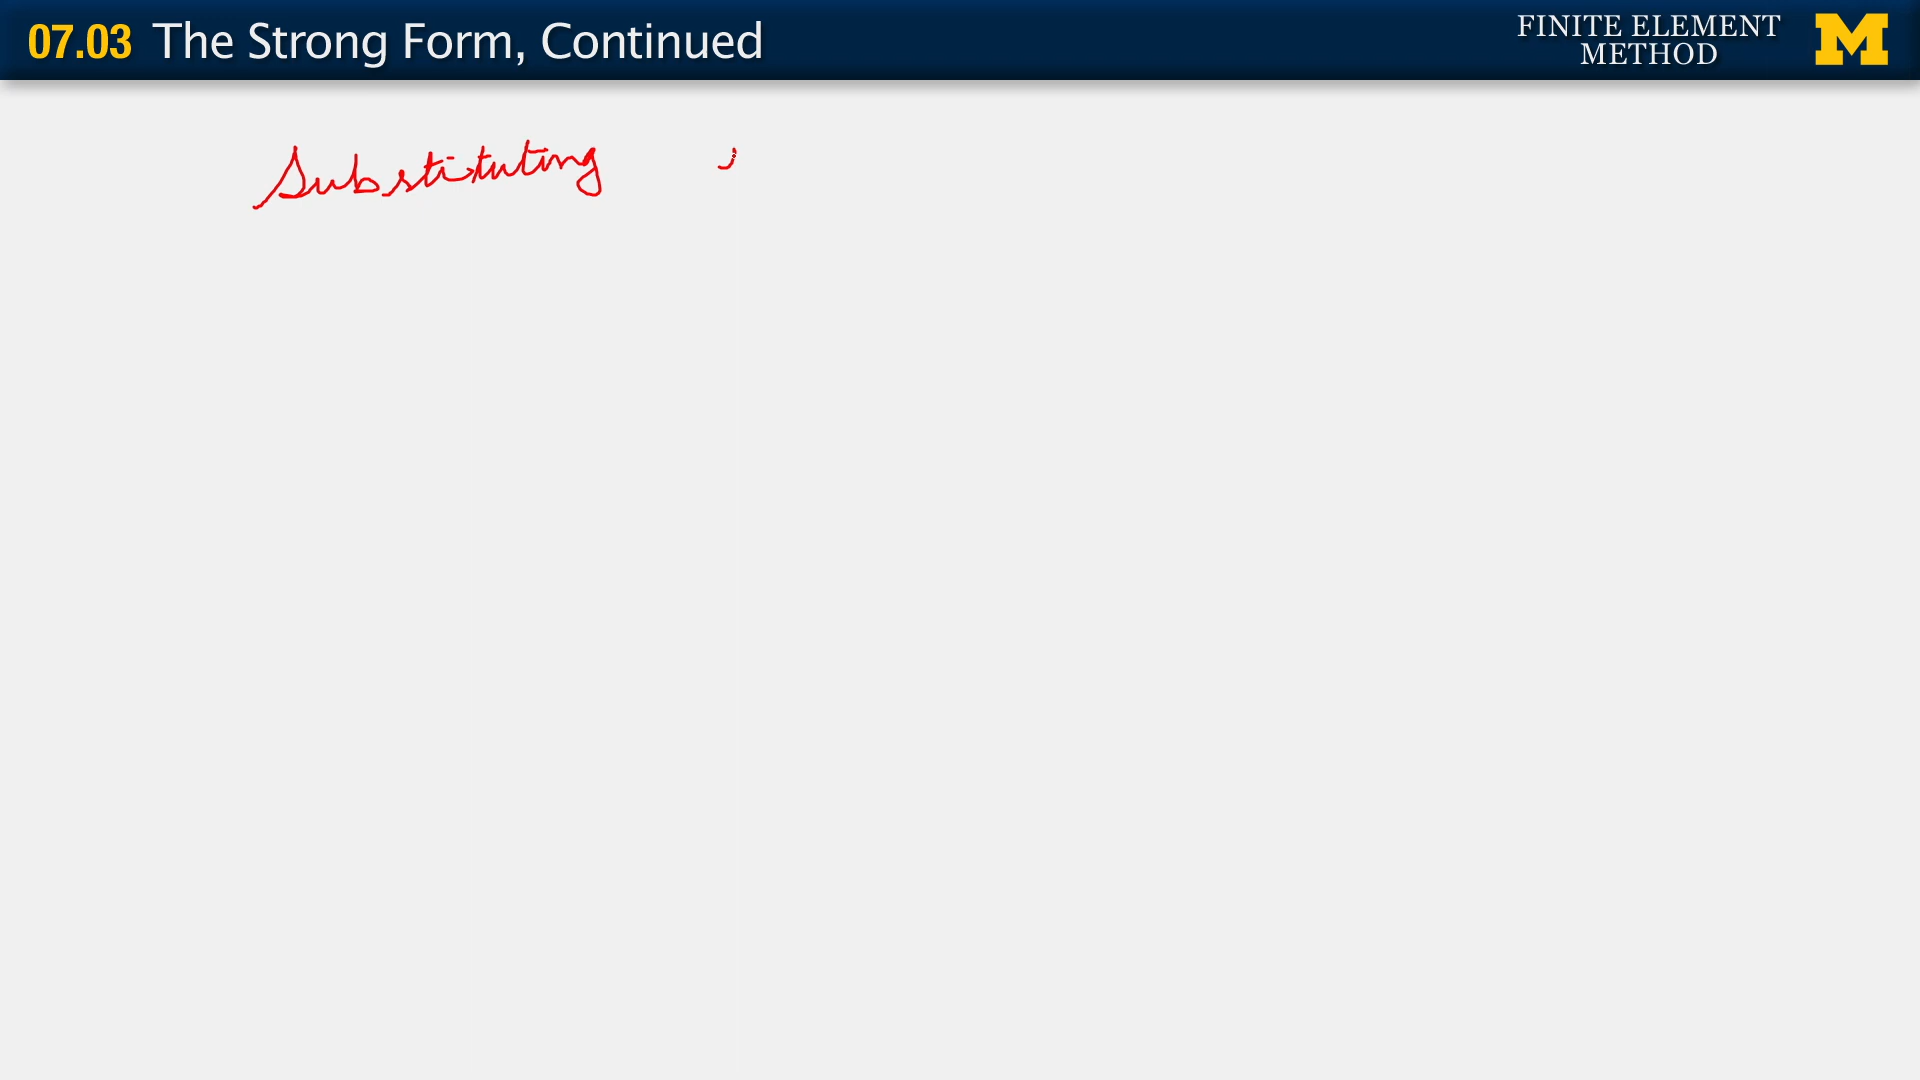 07.03 The Strong Form, Continued
FINITE ELEMENT
METHOD
M
Substituting